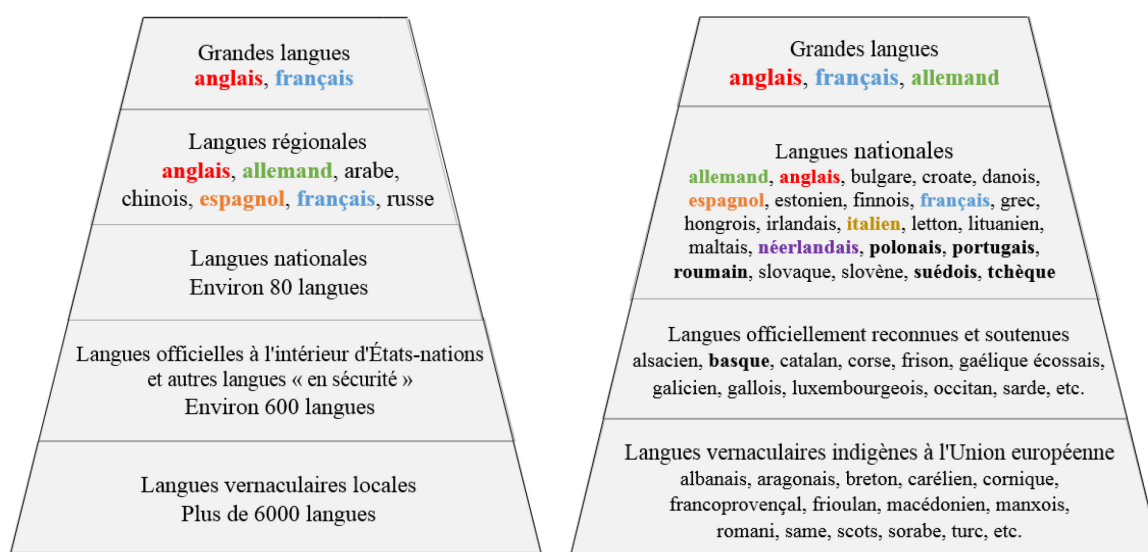 Grandes langues
anglais, français
Langues régionales
anglais, allemand, arabe,
chinois, espagnol, français, russe
Langues nationales
Environ 80 langues
Langues officielles à l'intérieur d'États-nations
et autres langues « en sécurité »
Environ 600 langues
Langues vernaculaires locales
Plus de 6000 langues
Grandes langues
anglais, français, allemand
Langues nationales
allemand, anglais, bulgare, croate, danois,
espagnol, estonien, finnois, français, grec,
hongrois, irlandais, italien, letton, lituanien,
maltais, néerlandais, polonais, portugais,
roumain, slovaque, slovène, suédois, tchèque
Langues officiellement reconnues et soutenues
alsacien, basque, catalan, corse, frison, gaélique écossais,
galicien, gallois, luxembourgeois, occitan, sarde, etc.
Langues vernaculaires indigènes à l'Union européenne
albanais, aragonais, breton, carélien, cornique,
francoprovençal, frioulan, macédonien, manxois,
romani, same, scots, sorabe, turc, etc.